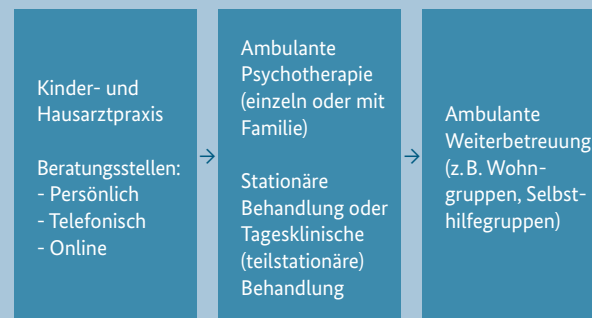 Kinder- und
Hausarztpraxis
Beratungsstellen:
- Persönlich
- Telefonisch
- Online
→
Ambulante
Psychotherapie
(einzeln oder mit
Familie)
Stationäre
Behandlung oder
Tagesklinische
(teilstationäre)
Behandlung
→
Ambulante
Weiterbetreuung
(z. B. Wohn-
gruppen, Selbst-
hilfegruppen)